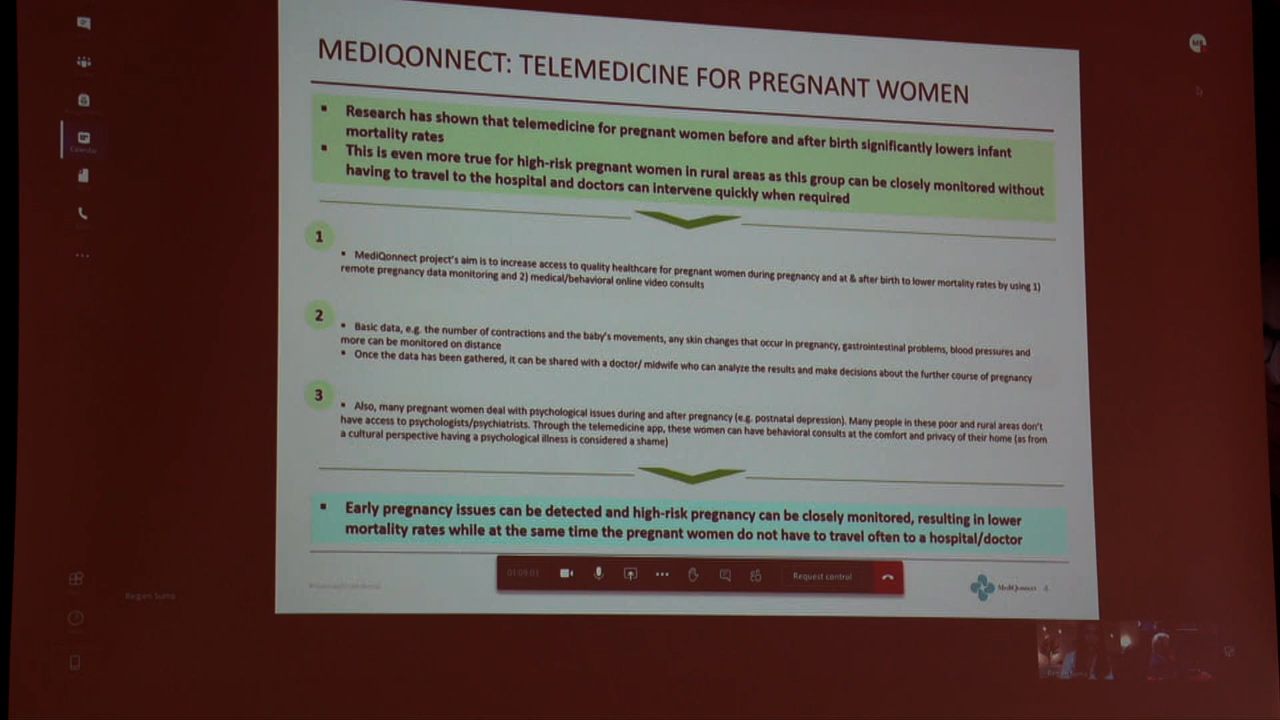 MEDIQONNECT: TELEMEDICINE FOR PREGNANT WOMEN
▪ Research has shown that telemedicine for pregnant women before and after birth significantly lowers infant
mortality rates
▪ This is even more true for high-risk pregnant women in rural areas as this group can be closely monitored without
having to travel to the hospital and doctors can intervene quickly when required
1
▪ MediQonnect project's aim is to increase access to quality healthcare for pregnant women during pregnancy and at & after birth to lower mortality rates by using 1)
remote pregnancy data monitoring and 2) medical/behavioral online video consults
2
▪ Basic data, e.g. the number of contractions and the baby's movements, any skin changes that occur in pregnancy, gastrointestinal problems, blood pressures and
more can be monitored on distance
▪ Once the data has been gathered, it can be shared with a doctor/ midwife who can analyze the results and make decisions about the further course of pregnancy
3
▪ Also, many pregnant women deal with psychological issues during and after pregnancy (e.g. postnatal depression). Many people in these poor and rural areas don't
have access to psychologists/psychiatrists. Through the telemedicine app, these women can have behavioral consults at the comfort and privacy of their home (as from
a cultural perspective having a psychological illness is considered a shame)
▪ Early pregnancy issues can be detected and high-risk pregnancy can be closely monitored, resulting in lower
mortality rates while at the same time the pregnant women do not have to travel often to a hospital/doctor
Request control
MediQonnect
Calendar